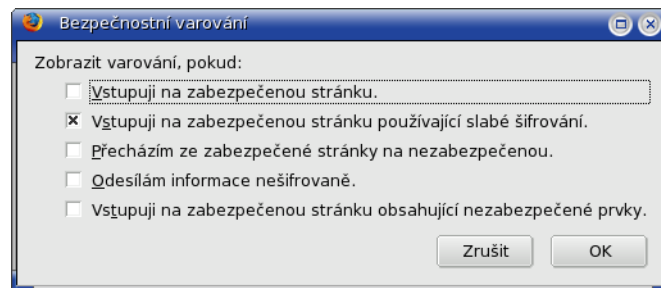 Bezpečnostní varování
Zobrazit varování, pokud:
Vstupuji na zabezpečenou stránku.
Vstupuji na zabezpečenou stránku používající slabé šifrování.
Přecházím ze zabezpečené stránky na nezabezpečenou.
Odesílám informace nešifrovaně.
Vstupuji na zabezpečenou stránku obsahující nezabezpečené prvky.
Zrušit OK